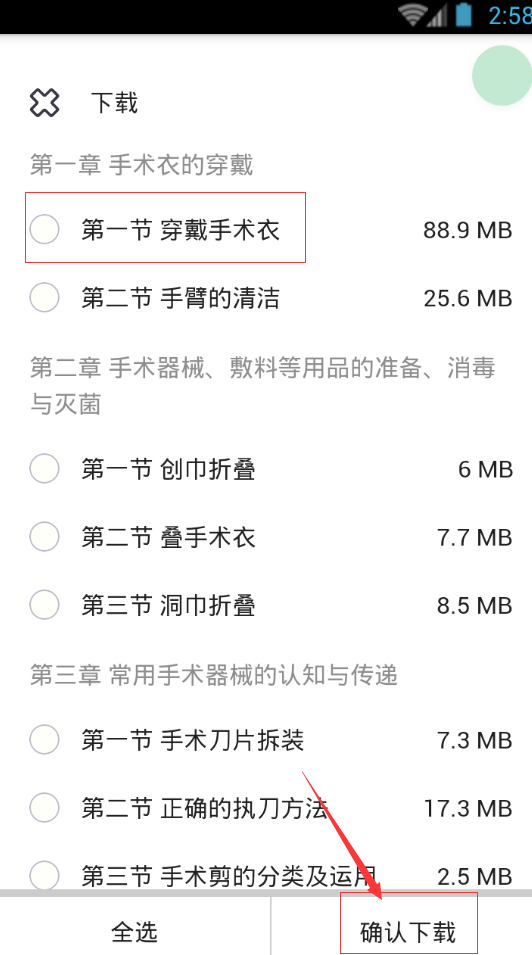 2:58
下载
第一章 手术衣的穿戴
第一节 穿戴手术衣 88.9 MB
第二节 手臂的清洁 25.6 MB
第二章 手术器械、敷料等用品的准备、消毒
与灭菌
第一节 创巾折叠 6 MB
第二节 叠手术衣 7.7 MB
第三节 洞巾折叠 8.5 MB
第三章 常用手术器械的认知与传递
第一节 手术刀片拆装 7.3 MB
第二节 正确的执刀方法 17.3 MB
第三节 手术剪的分类及运用 2.5 MB
全选 确认下载